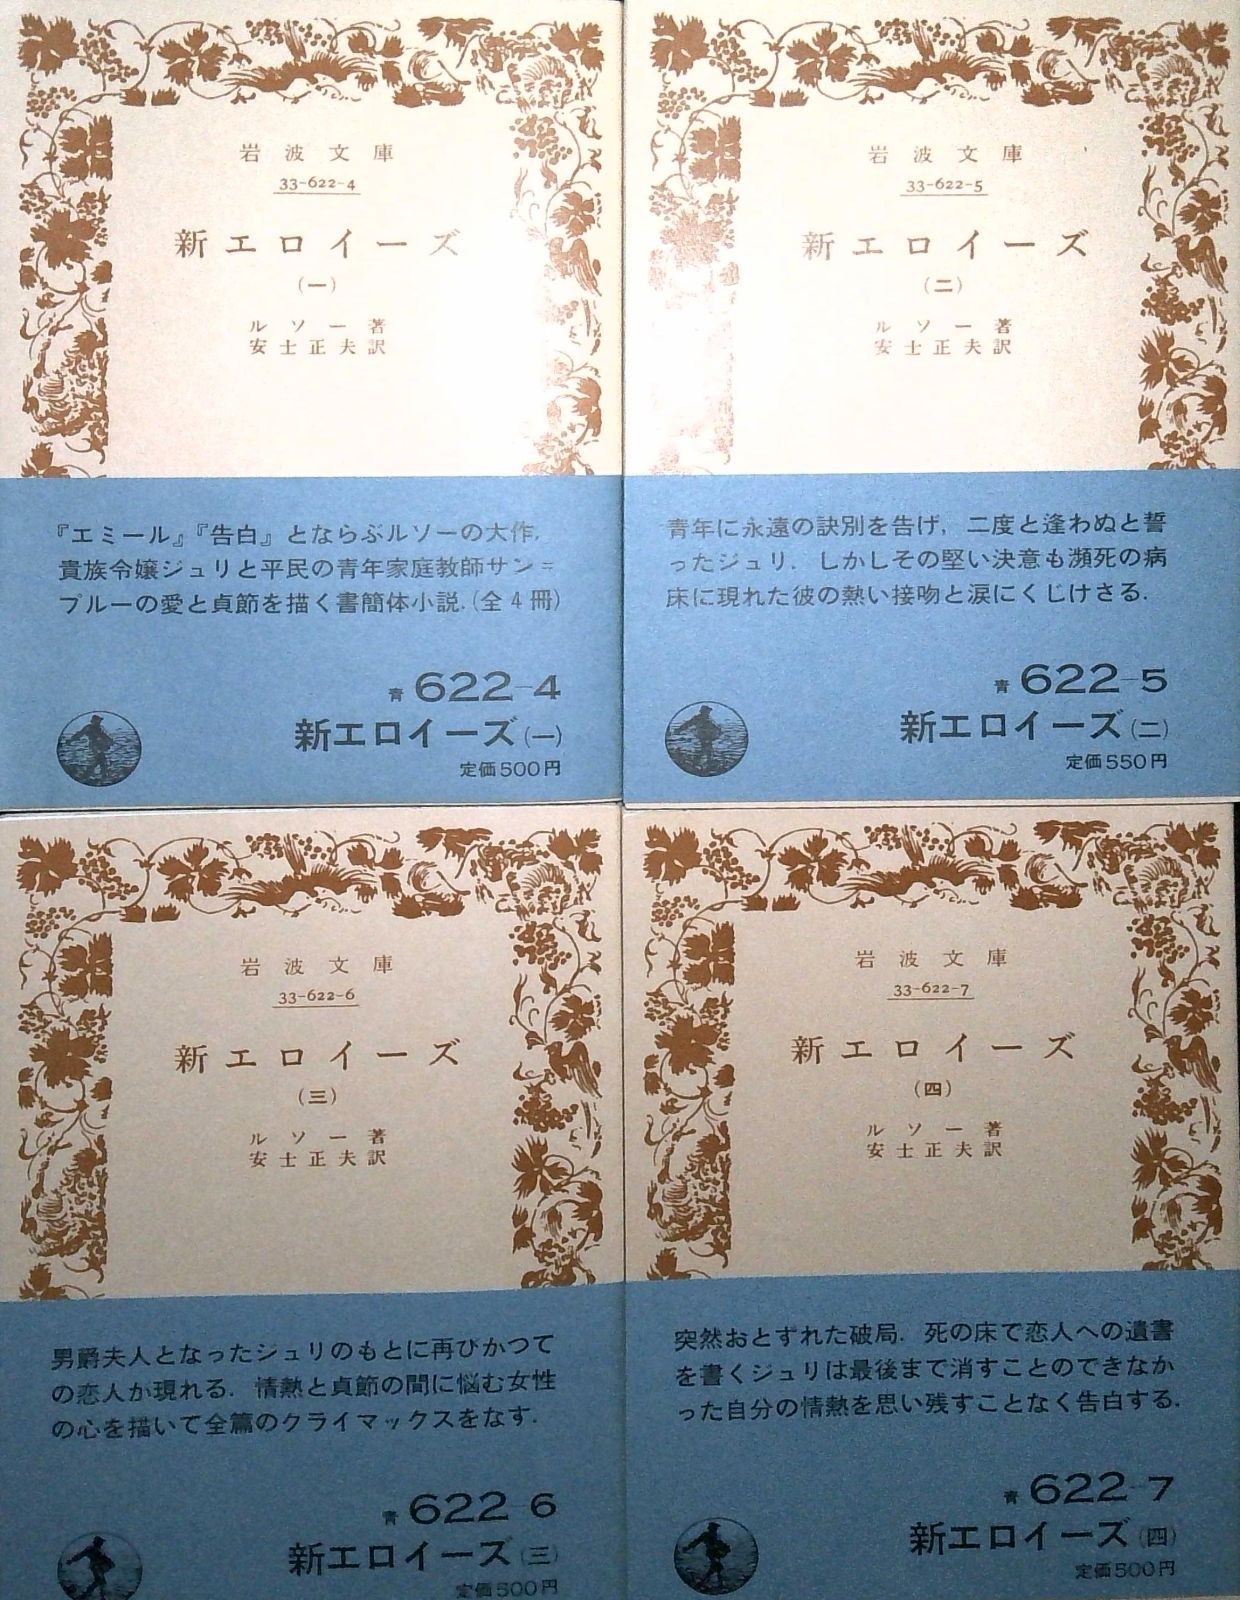 岩波文庫
33-622-4
新エロイーズ
(一)
ルソー著
安士正夫訳
『エミール』『告白』とならぶルソーの大作.
貴族令嬢ジュリと平民の青年家庭教師サン=
プルーの愛と貞節を描く書簡体小説.(全4冊)
青 622-4
新エロイーズ(一)
定価500円
岩波文庫
33-622-5
新エロイーズ
(二)
ルソー著
安士正夫訳
青年に永遠の訣別を告げ, 二度と逢わぬと誓
ったジュリ. しかしその堅い決意も瀕死の病
床に現れた彼の熱い接吻と涙にくじけさる.
青 622-5
新エロイーズ(二)
定価550円
岩波文庫
33-622-6
新エロイーズ
(三)
ルソー著
安士正夫訳
男爵夫人となったジュリのもとに再びかつて
の恋人が現れる. 情熱と貞節の間に悩む女性
の心を描いて全篇のクライマックスをなす.
青 622-6
新エロイーズ(三)
定価500円
岩波文庫
33-622-7
新エロイーズ
(四)
ルソー著
安士正夫訳
突然おとずれた破局. 死の床で恋人への遺書
を書くジュリは最後まで消すことのできなか
った自分の情熱を思い残すことなく告白する.
青 622-7
新エロイーズ(四)
定価500円